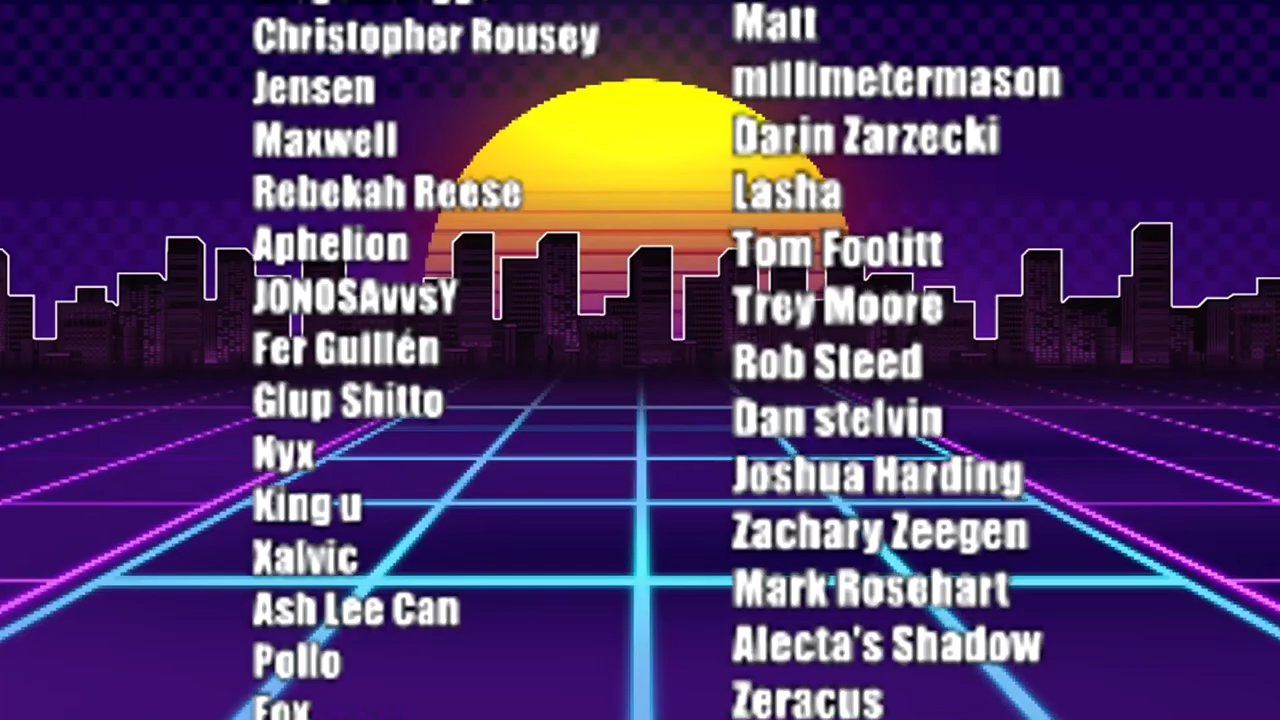 Christopher Rousey
Jensen
Maxwell
Rebekah Reese
Aphelion
JONOSAvvsY
Fer Guillén
Glup Shitto
Nyx
King u
Xalvic
Ash Lee Can
Pollo
Fox
Matt
millimetermason
Darin Zarzecki
Lasha
Tom Footitt
Trey Moore
Rob Steed
Dan stelvin
Joshua Harding
Zachary Zeegen
Mark Rosehart
Alecta's Shadow
Zeracus